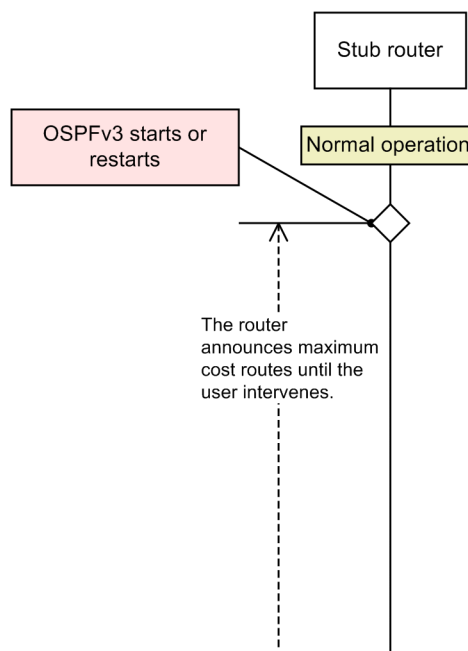 Stub router
OSPFv3 starts or
restarts
Normal operation
The router
announces maximum
cost routes until the
user intervenes.